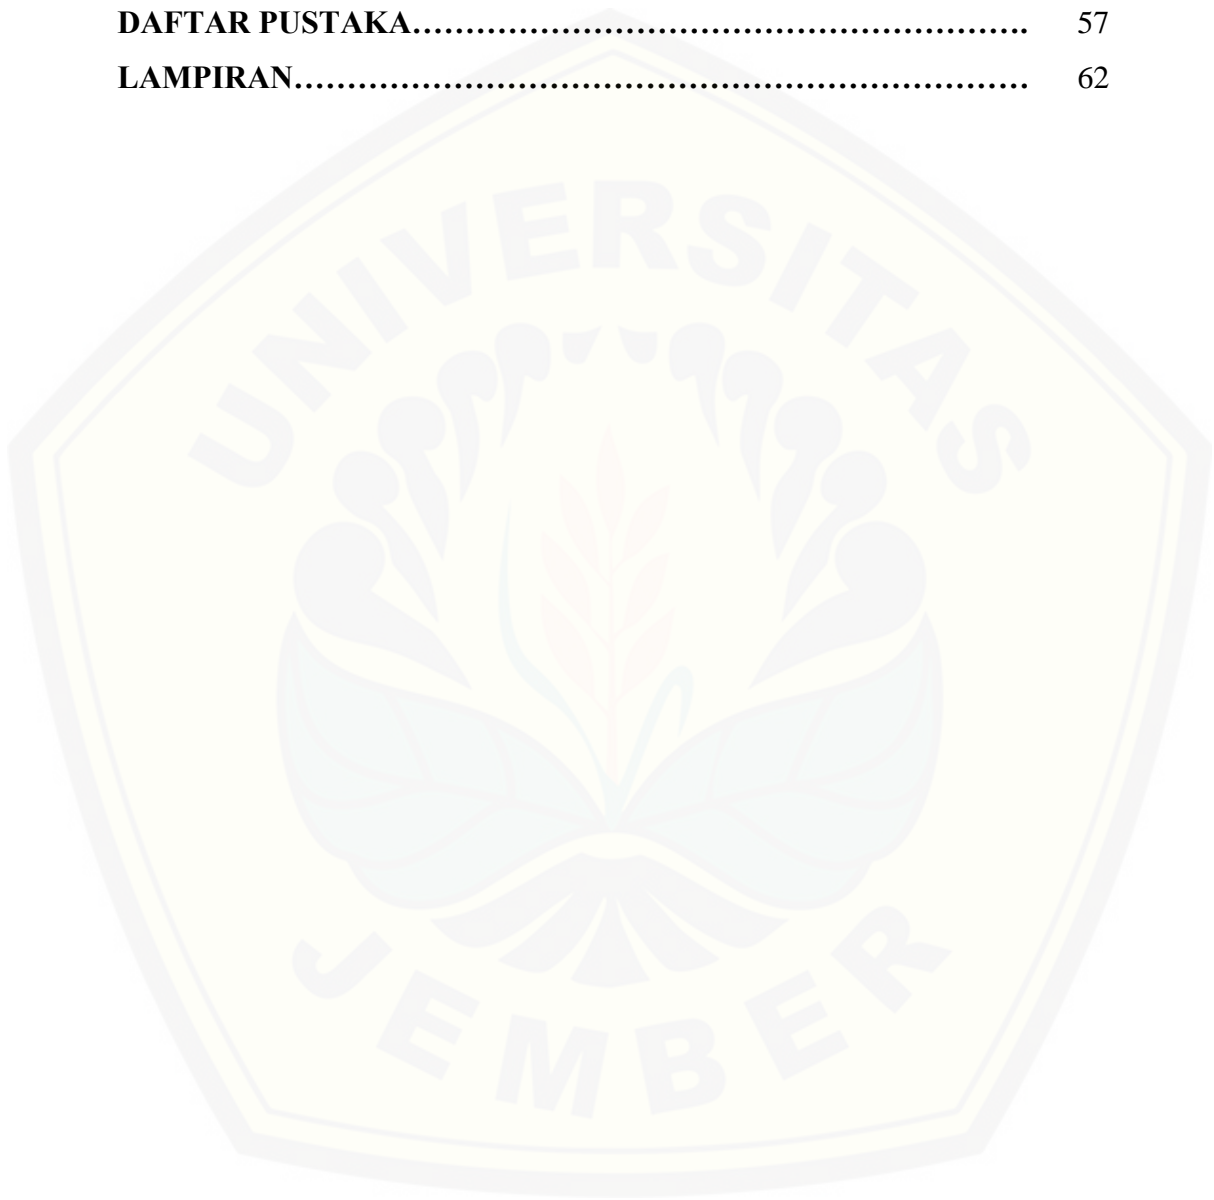 DAFTAR PUSTAKA………………………………………………….. 57
LAMPIRAN…………………………………………………………… 62
UNIVERSITAS
JEMBER